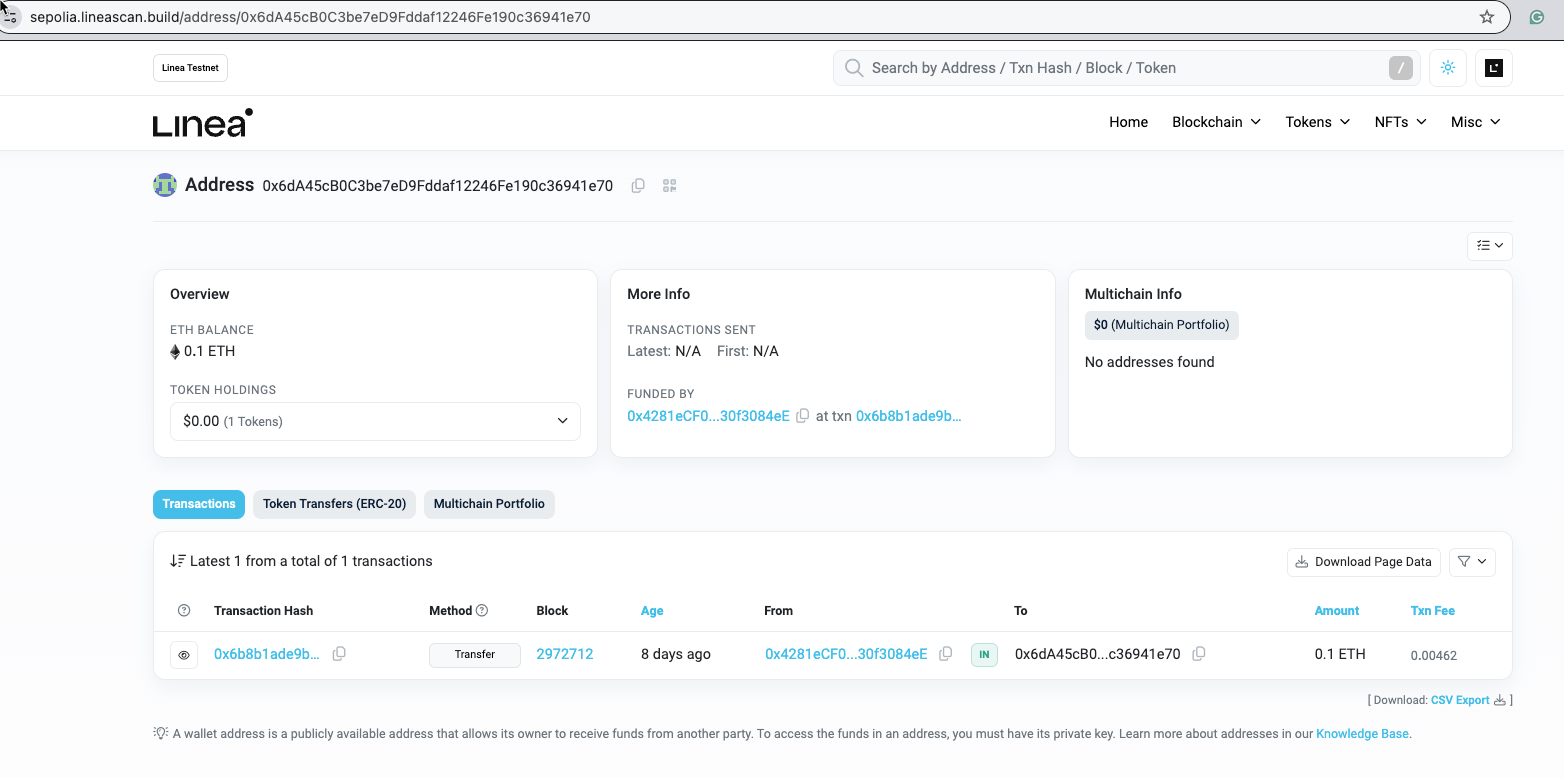 sepolia.lineascan.build/address/0x6dA45cB0C3be7eD9Fddaf12246Fe190c36941e70
Linea Testnet
Search by Address / Txn Hash / Block / Token /
Linea
Home Blockchain Tokens NFTs Misc
Address 0x6dA45cB0C3be7eD9Fddaf12246Fe190c36941e70
Overview
ETH BALANCE
0.1 ETH
TOKEN HOLDINGS
$0.00 (1 Tokens)
More Info
TRANSACTIONS SENT
Latest: N/A First: N/A
FUNDED BY
0x4281eCF0...30f3084eE at txn 0x6b8b1ade9b...
Multichain Info
$0 (Multichain Portfolio)
No addresses found
Transactions Token Transfers (ERC-20) Multichain Portfolio
Latest 1 from a total of 1 transactions
Download Page Data
Transaction Hash Method Block Age From To Amount Txn Fee
0x6b8b1ade9b... Transfer 2972712 8 days ago 0x4281eCF0...30f3084eE IN 0x6dA45cB0...c36941e70 0.1 ETH 0.00462
[ Download: CSV Export ]
A wallet address is a publicly available address that allows its owner to receive funds from another party. To access the funds in an address, you must have its private key. Learn more about addresses in our Knowledge Base.